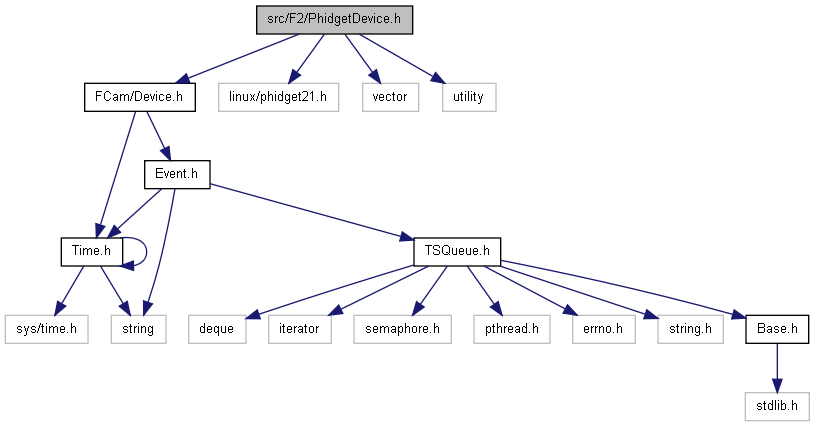 src/F2/PhidgetDevice.h
FCam/Device.h
linux/phidget21.h
vector
utility
Event.h
Time.h
TSQueue.h
sys/time.h
string
deque
iterator
semaphore.h
pthread.h
errno.h
string.h
Base.h
stdlib.h